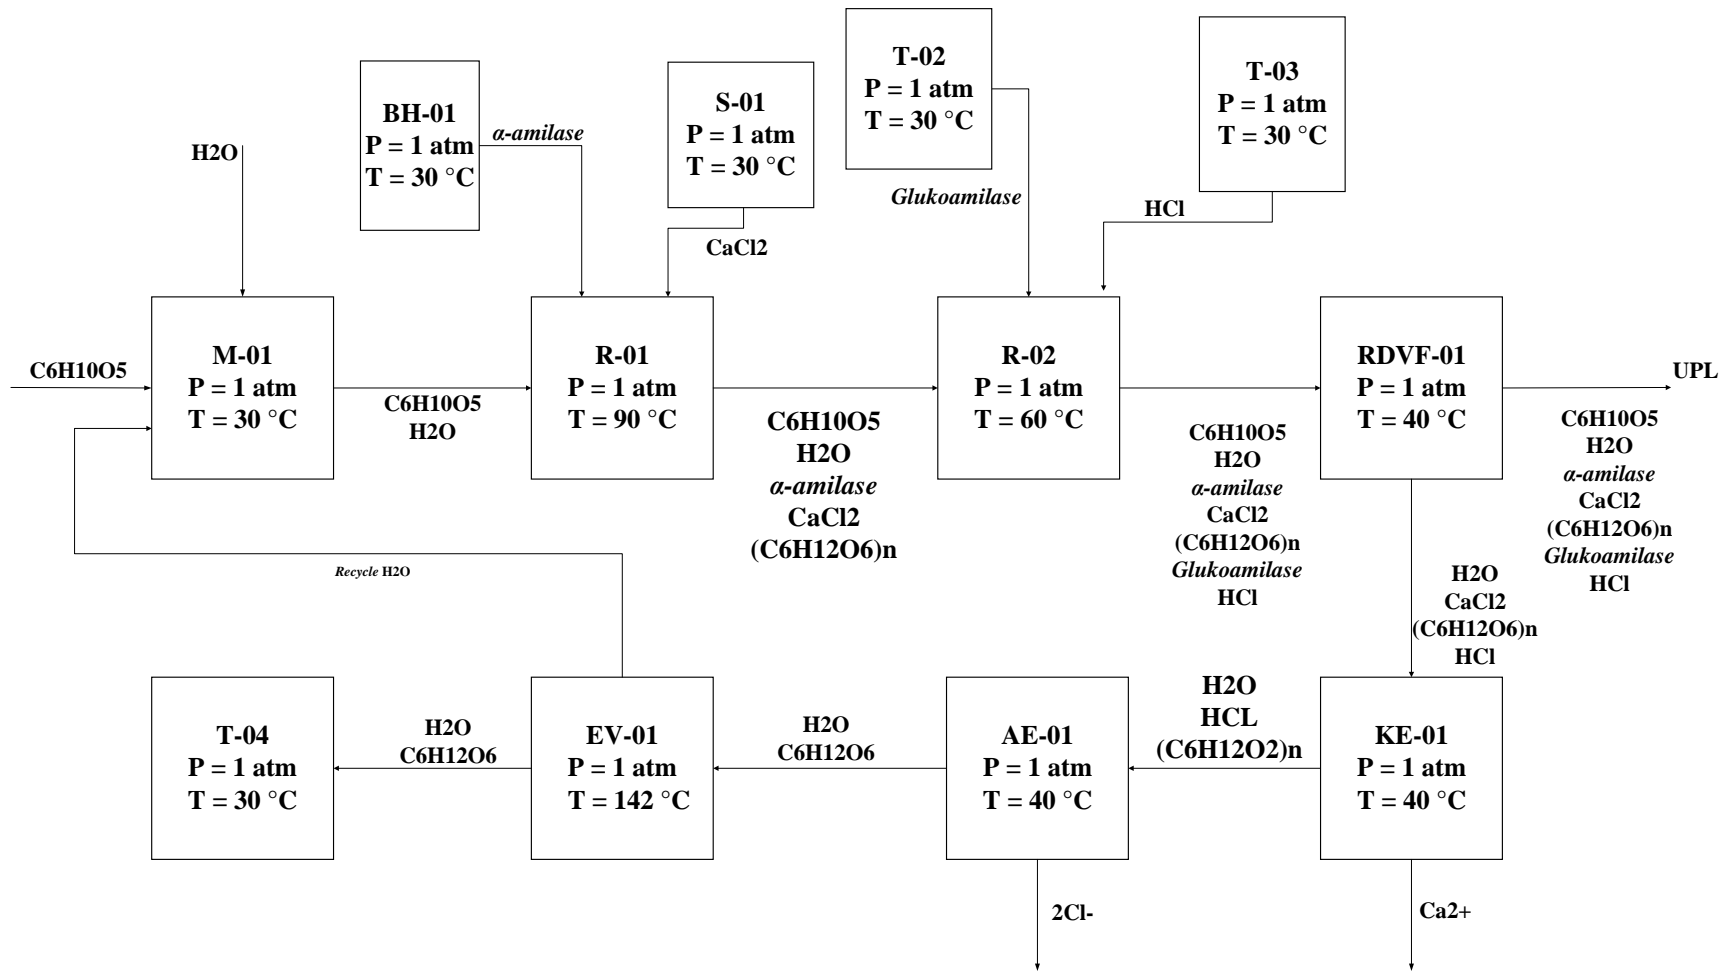 T-02
P = 1 atm
T = 30 °C
T-03
P = 1 atm
T = 30 °C
BH-01
P = 1 atm
T = 30 °C
α-amilase
S-01
P = 1 atm
T = 30 °C
H2O
Glukoamilase
HCl
CaCl2
C6H10O5
M-01
P = 1 atm
T = 30 °C
C6H10O5
H2O
R-01
P = 1 atm
T = 90 °C
C6H10O5
H2O
α-amilase
CaCl2
(C6H12O6)n
R-02
P = 1 atm
T = 60 °C
C6H10O5
H2O
α-amilase
CaCl2
(C6H12O6)n
Glukoamilase
HCl
RDVF-01
P = 1 atm
T = 40 °C
UPL
C6H10O5
H2O
α-amilase
CaCl2
(C6H12O6)n
Glukoamilase
HCl
H2O
CaCl2
(C6H12O6)n
HCl
Recycle H2O
T-04
P = 1 atm
T = 30 °C
H2O
C6H12O6
EV-01
P = 1 atm
T = 142 °C
H2O
C6H12O6
AE-01
P = 1 atm
T = 40 °C
H2O
HCL
(C6H12O2)n
KE-01
P = 1 atm
T = 40 °C
2Cl-
Ca2+